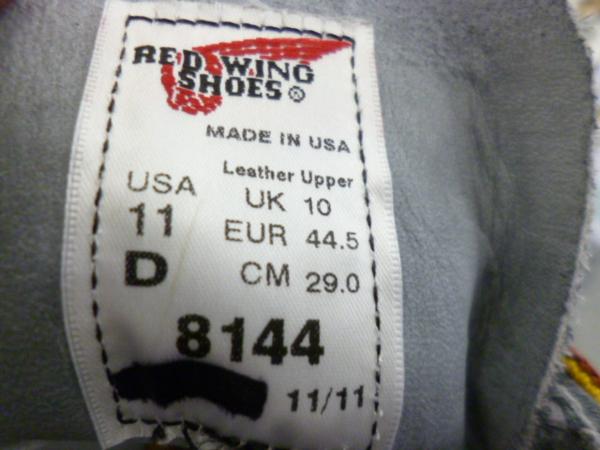 RED WING
SHOES®
MADE IN USA
Leather Upper
USA
11
D
UK 10
EUR 44.5
CM 29.0
8144
11/11